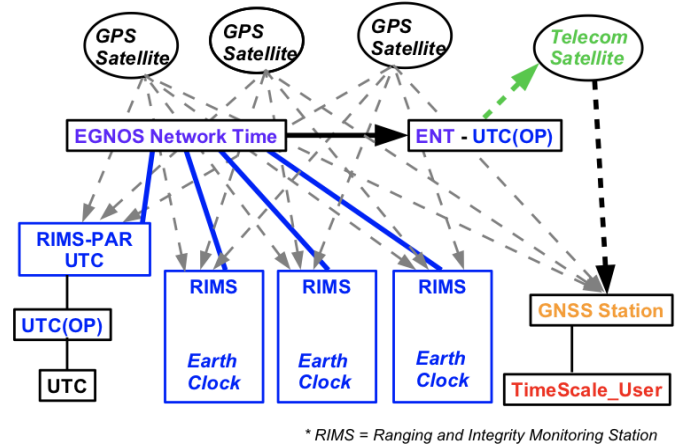 GPS
Satellite
GPS
Satellite
GPS
Satellite
Telecom
Satellite
EGNOS Network Time
ENT - UTC(OP)
RIMS-PAR
UTC
RIMS
RIMS
RIMS
GNSS Station
UTC(OP)
Earth
Clock
Earth
Clock
Earth
Clock
UTC
TimeScale_User
* RIMS = Ranging and Integrity Monitoring Station